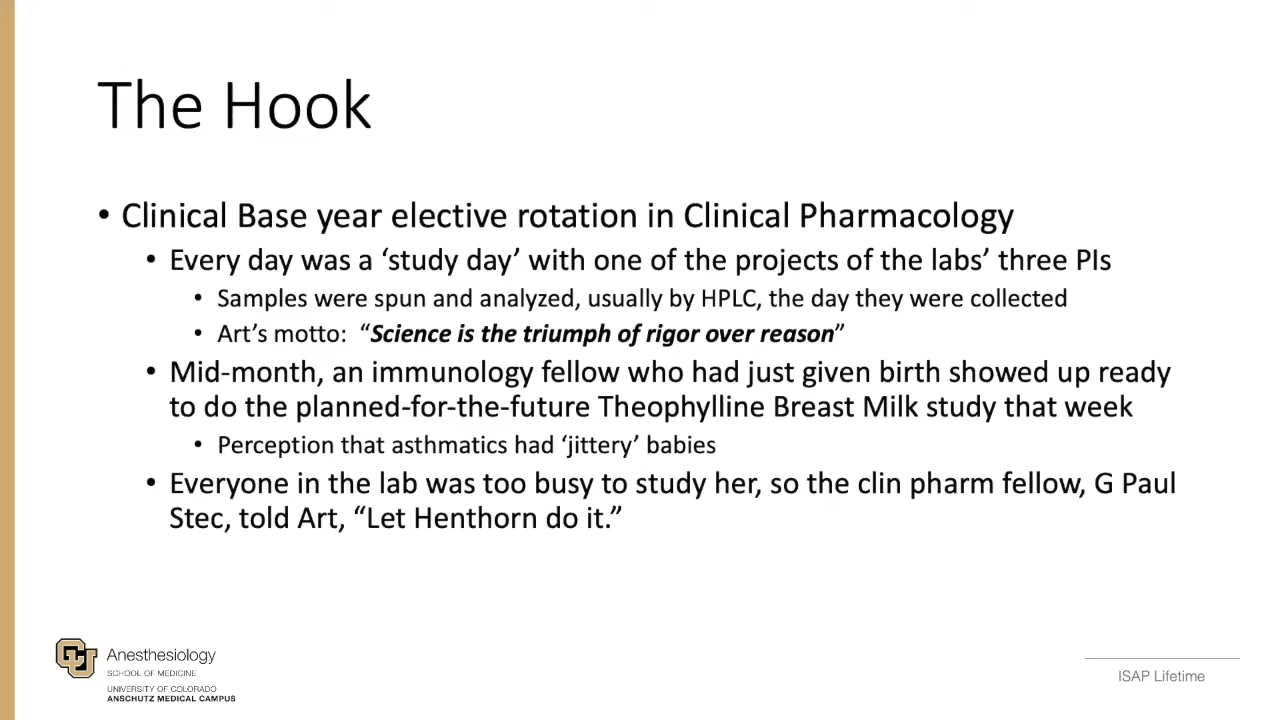 The Hook
• Clinical Base year elective rotation in Clinical Pharmacology
• Every day was a ‘study day’ with one of the projects of the labs’ three PIs
• Samples were spun and analyzed, usually by HPLC, the day they were collected
• Art’s motto: “Science is the triumph of rigor over reason”
• Mid-month, an immunology fellow who had just given birth showed up ready
to do the planned-for-the-future Theophylline Breast Milk study that week
• Perception that asthmatics had ‘jittery’ babies
• Everyone in the lab was too busy to study her, so the clin pharm fellow, G Paul
Stec, told Art, “Let Henthorn do it.”
CU
Anesthesiology
SCHOOL OF MEDICINE
UNIVERSITY OF COLORADO
ANSCHUTZ MEDICAL CAMPUS
ISAP Lifetime